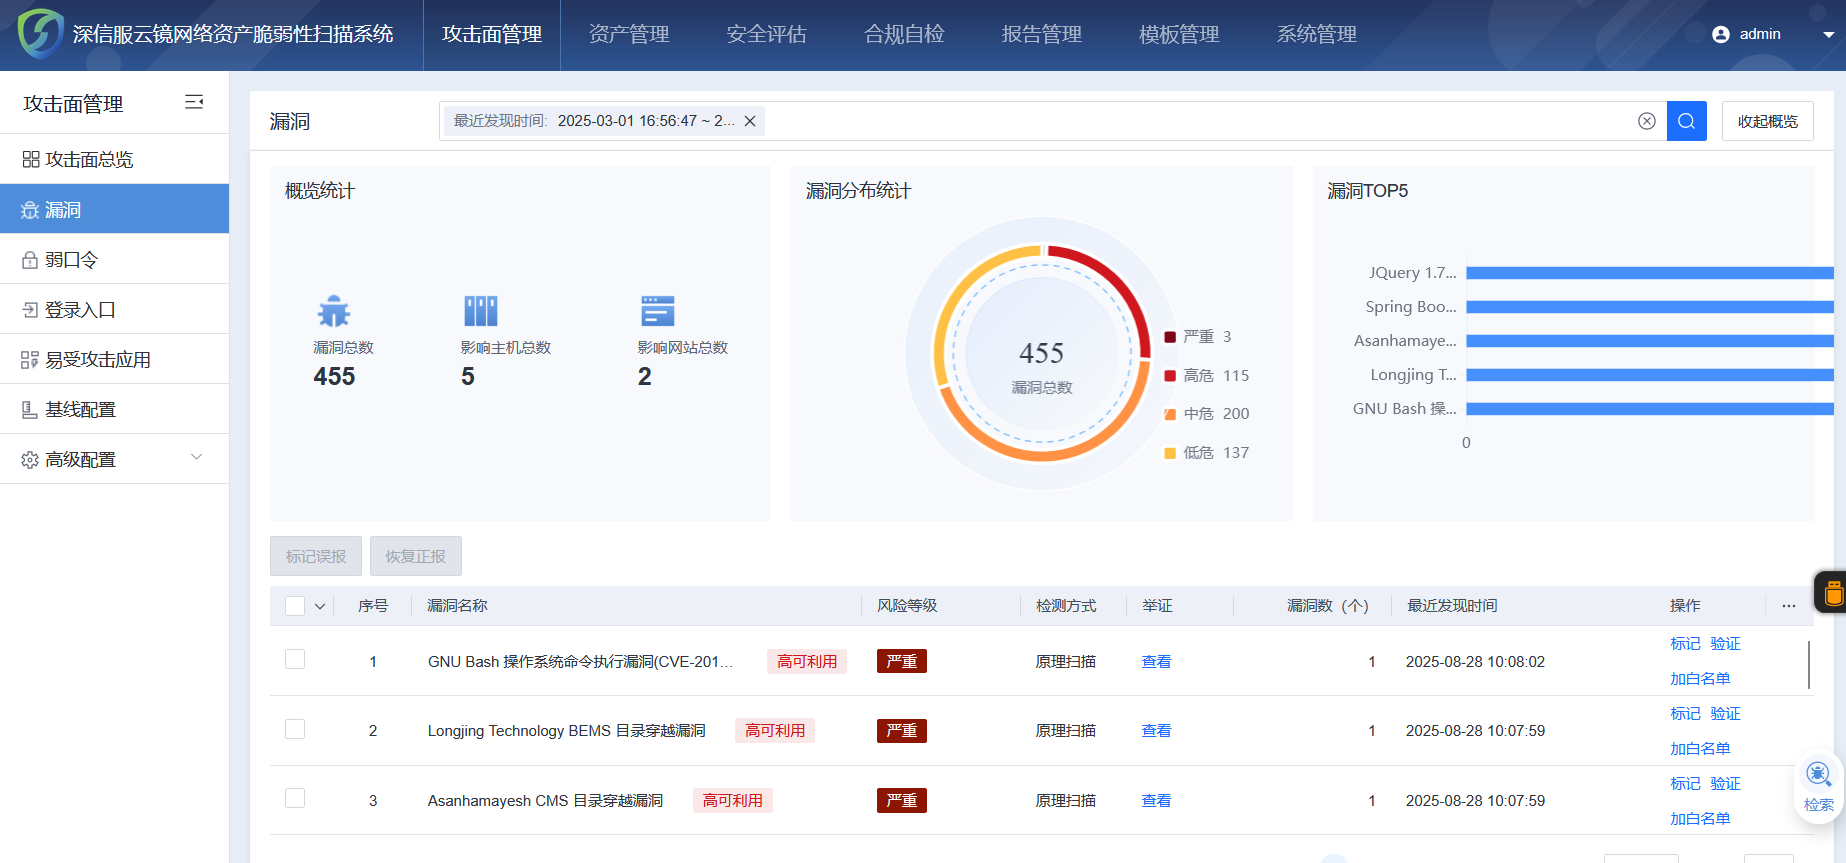 深信服云镜网络资产脆弱性扫描系统
攻击面管理 资产管理 安全评估 合规自检 报告管理 模板管理 系统管理
admin
攻击面管理
攻击面总览
漏洞
弱口令
登录入口
易受攻击应用
基线配置
高级配置
漏洞
最近发现时间: 2025-03-01 16:56:47 ~ 2...
收起概览
概览统计
漏洞总数
455
影响主机总数
5
影响网站总数
2
漏洞分布统计
455
漏洞总数
严重 3
高危 115
中危 200
低危 137
漏洞TOP5
JQuery 1.7...
Spring Boo...
Asanhamaye...
Longjing T...
GNU Bash 操...
0
标记误报 恢复正报
序号 漏洞名称 风险等级 检测方式 举证 漏洞数（个） 最近发现时间 操作 ...
1 GNU Bash 操作系统命令执行漏洞(CVE-201... 高可利用 严重 原理扫描 查看 1 2025-08-28 10:08:02 标记 验证
加白名单
2 Longjing Technology BEMS 目录穿越漏洞 高可利用 严重 原理扫描 查看 1 2025-08-28 10:07:59 标记 验证
加白名单
3 Asanhamayesh CMS 目录穿越漏洞 高可利用 严重 原理扫描 查看 1 2025-08-28 10:07:59 标记 验证
加白名单
检索